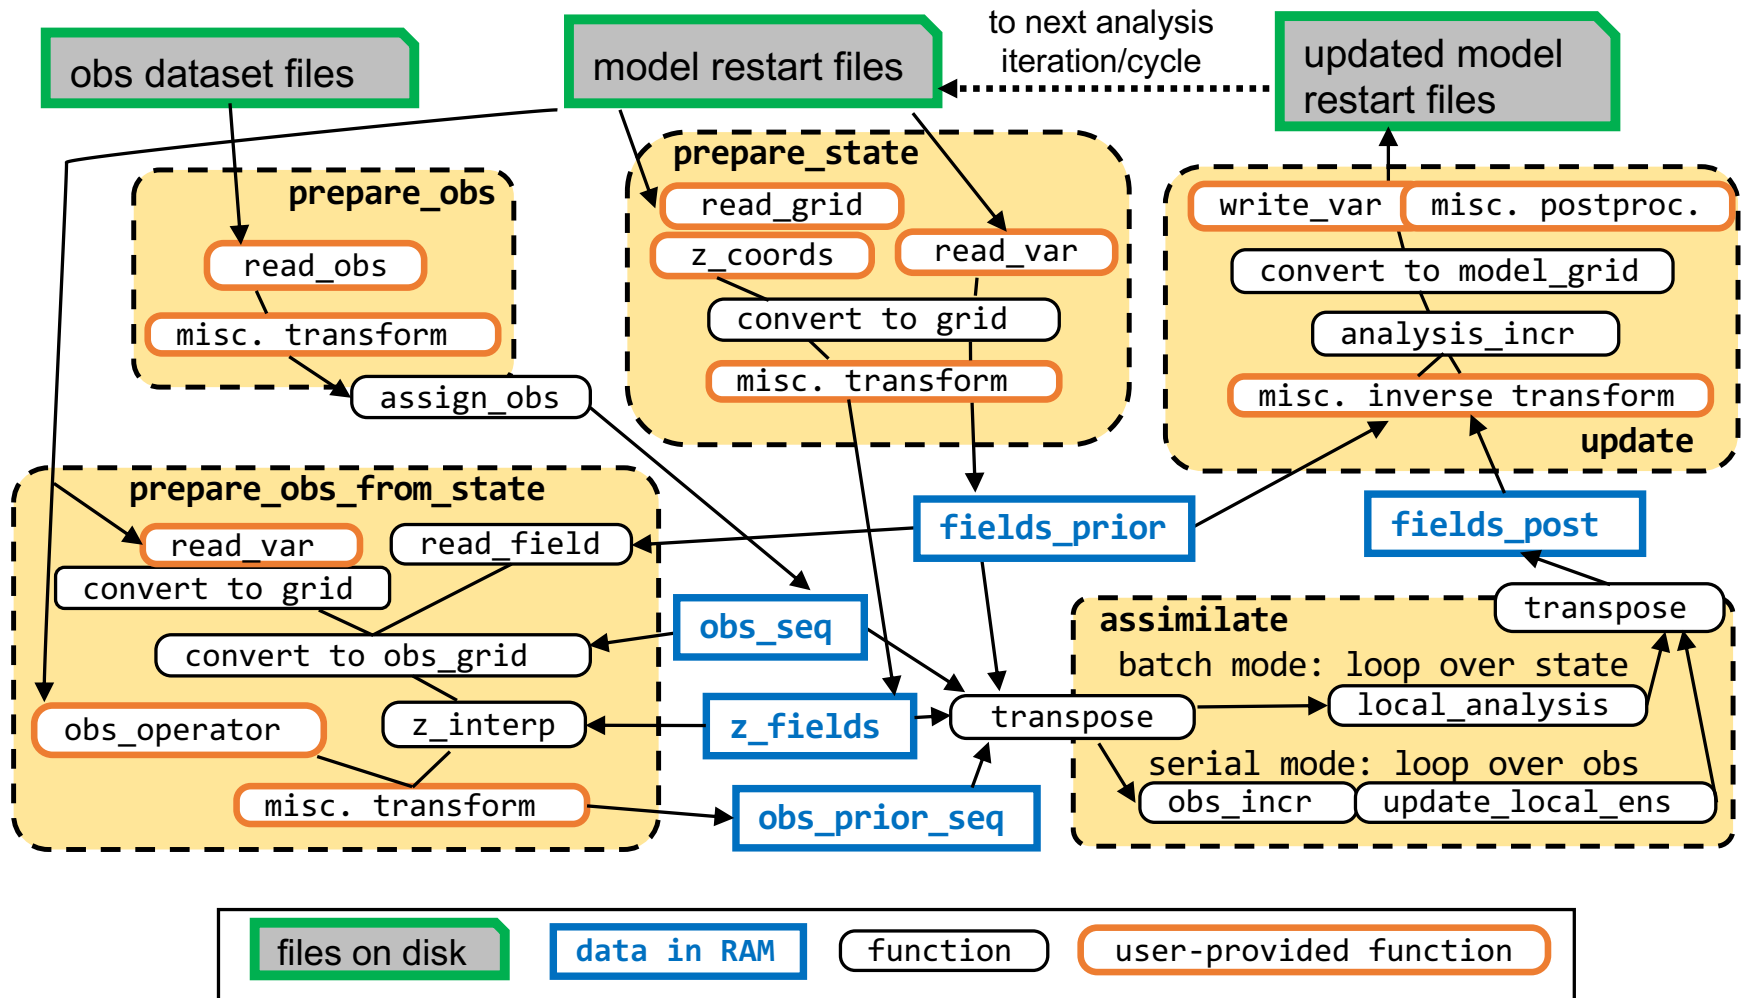 to next analysis
iteration/cycle
obs dataset files
model restart files
updated model
restart files
prepare_obs
read_obs
misc. transform
assign_obs
prepare_state
read_grid
z_coords
read_var
convert to grid
misc. transform
write_var
misc. postproc.
convert to model_grid
analysis_incr
misc. inverse transform
update
prepare_obs_from_state
read_var
read_field
convert to grid
convert to obs_grid
obs_operator
z_interp
misc. transform
fields_prior
fields_post
obs_seq
z_fields
obs_prior_seq
transpose
assimilate
transpose
batch mode: loop over state
local_analysis
serial mode: loop over obs
obs_incr
update_local_ens
files on disk
data in RAM
function
user-provided function